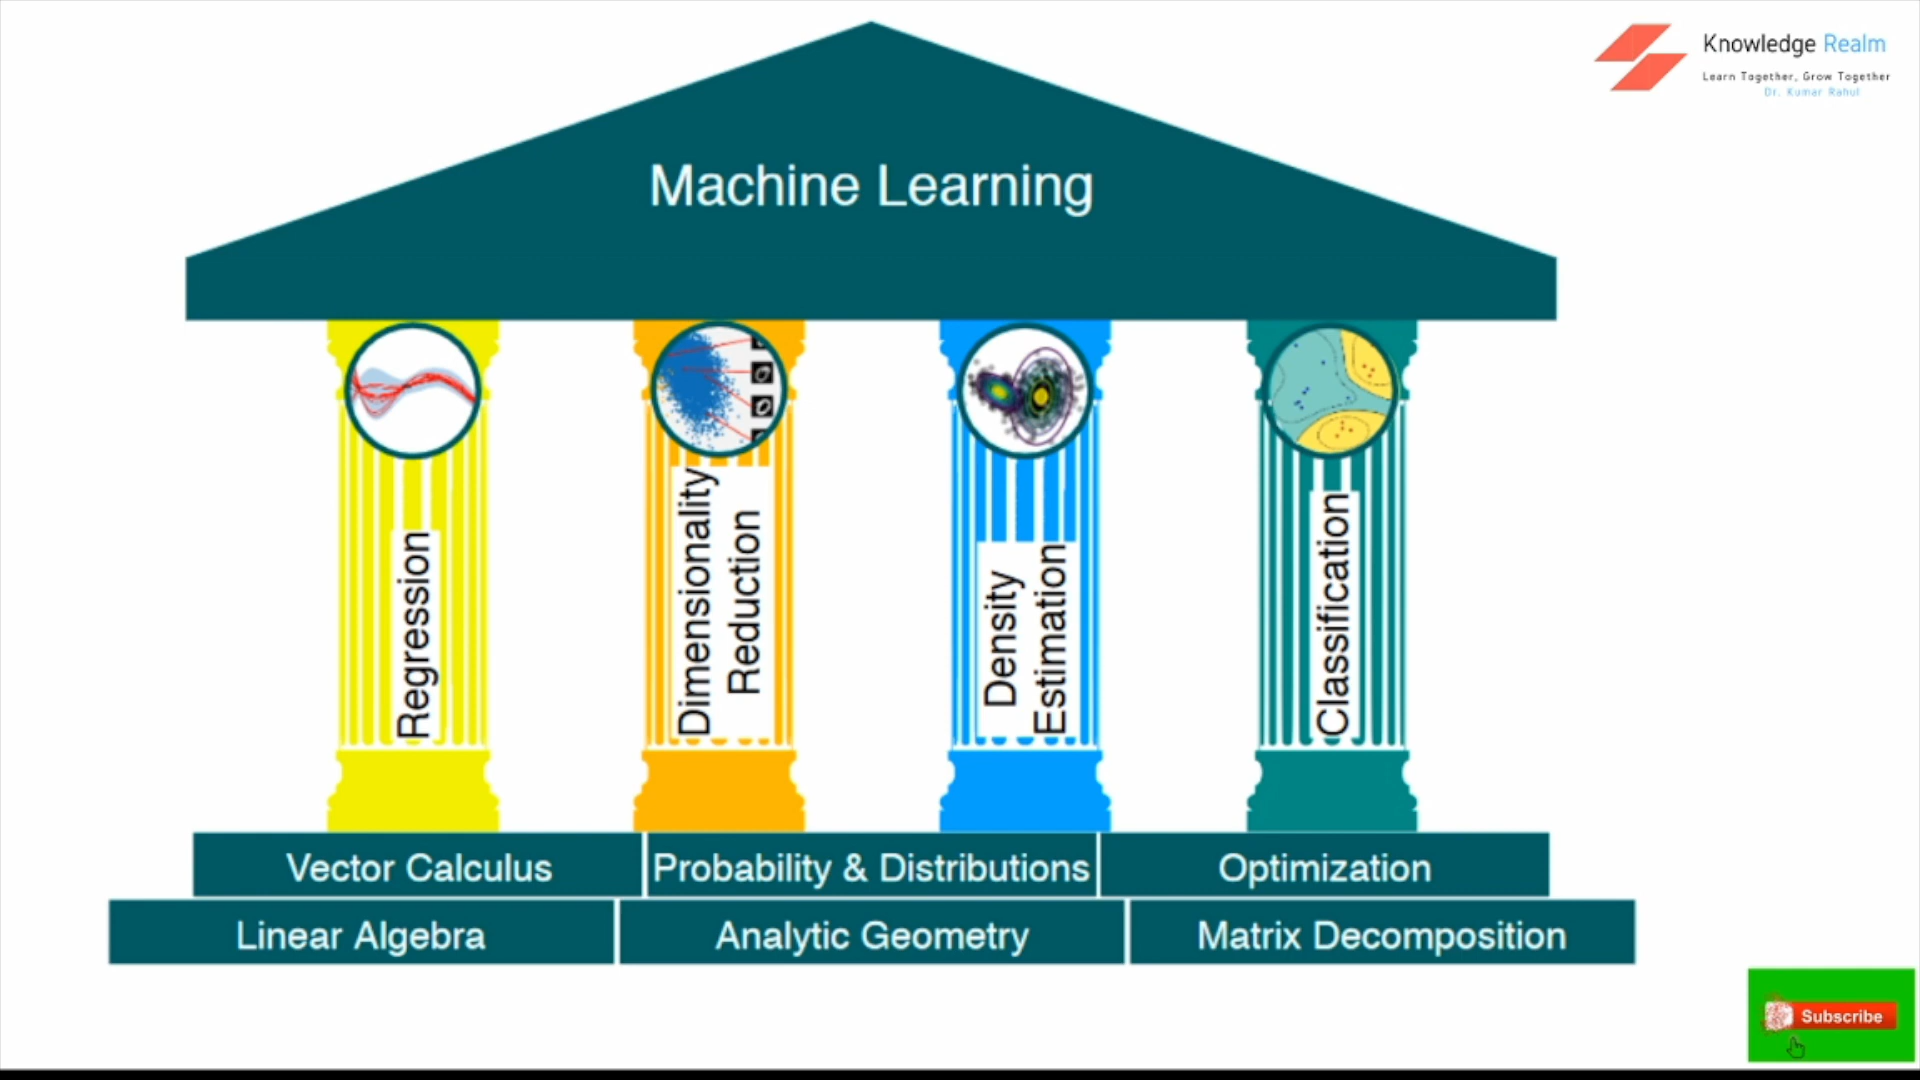 Knowledge Realm
Learn Together, Grow Together
Dr. Kumar Rahul
Machine Learning
Regression
Dimensionality
Reduction
Density
Estimation
Classification
Vector Calculus
Probability & Distributions
Optimization
Linear Algebra
Analytic Geometry
Matrix Decomposition
Subscribe